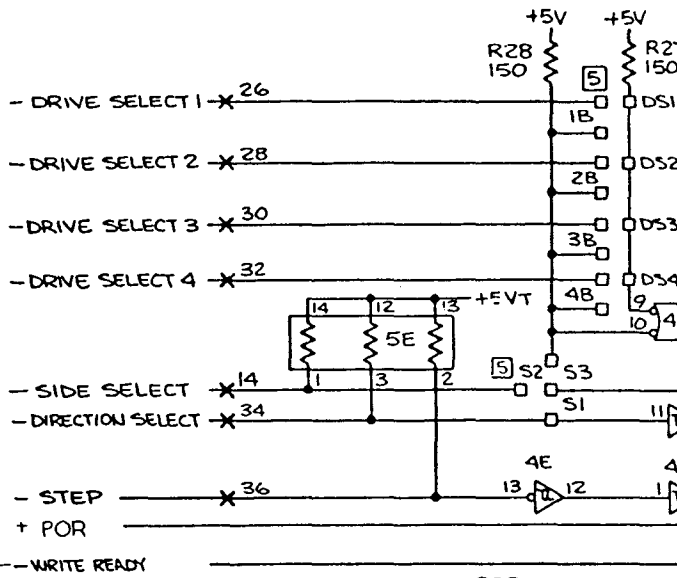 +5V +5V
R28 150
R27 150
5
- DRIVE SELECT 1 26 DS1
1B
- DRIVE SELECT 2 28 DS2
2B
- DRIVE SELECT 3 30 DS3
3B
- DRIVE SELECT 4 32 DS4
4B
+5VT
14 12 13
9
10
4
5E
1 3 2
- SIDE SELECT 14 5 S2 S3
- DIRECTION SELECT 34 S1 11
4E 4
- STEP 36 13 12 1
+ POR
- WRITE READY